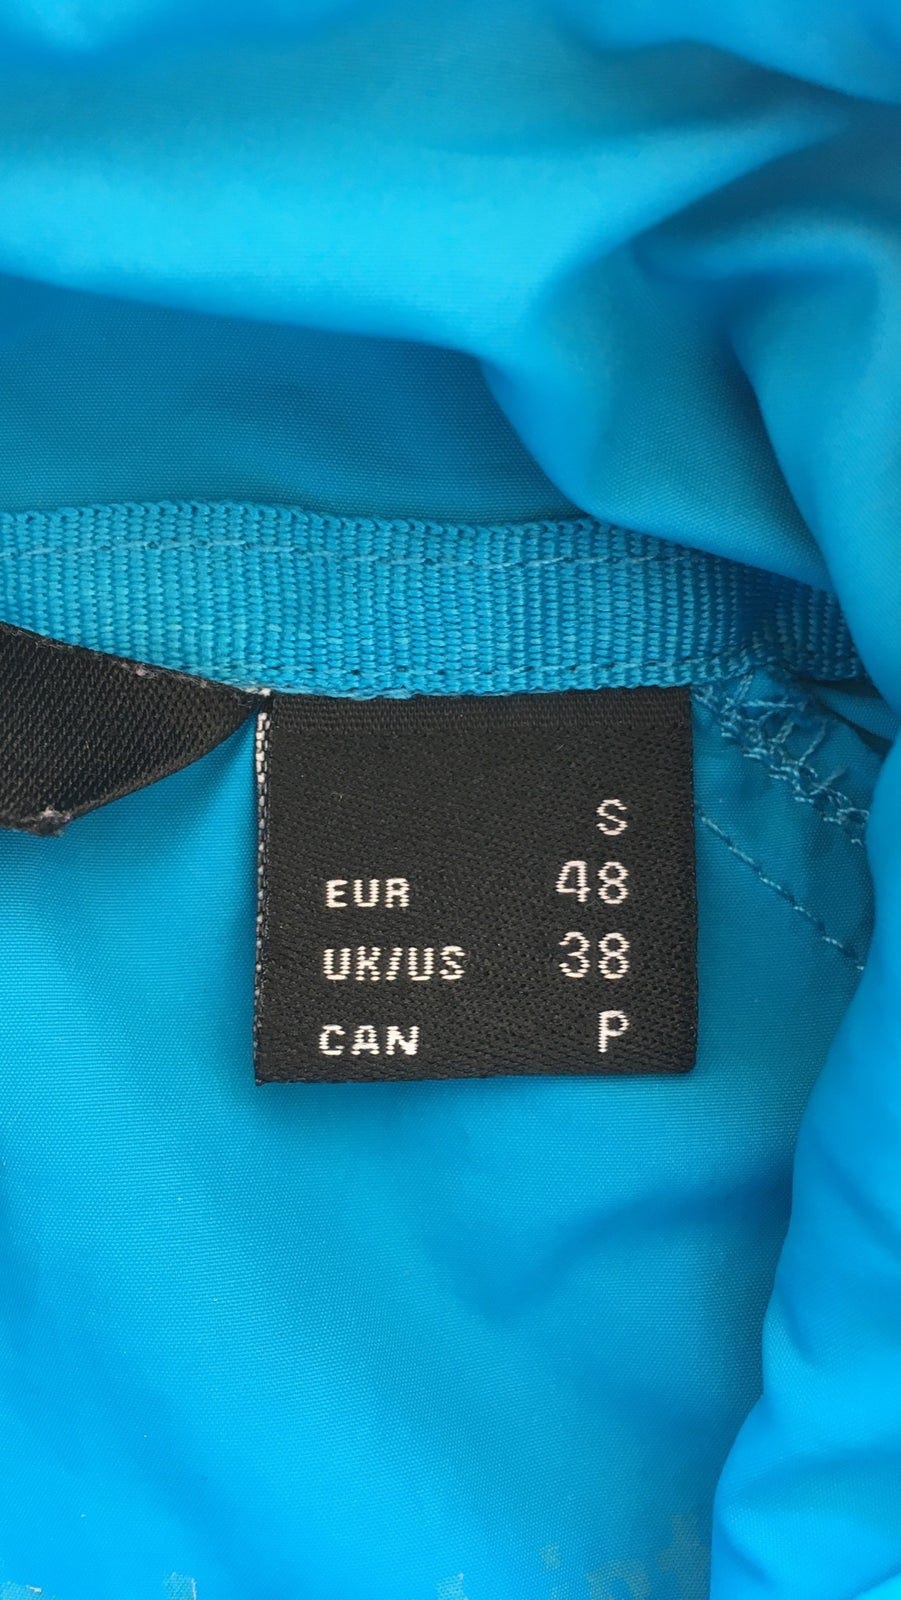 S
EUR 48
UK/US 38
CAN P